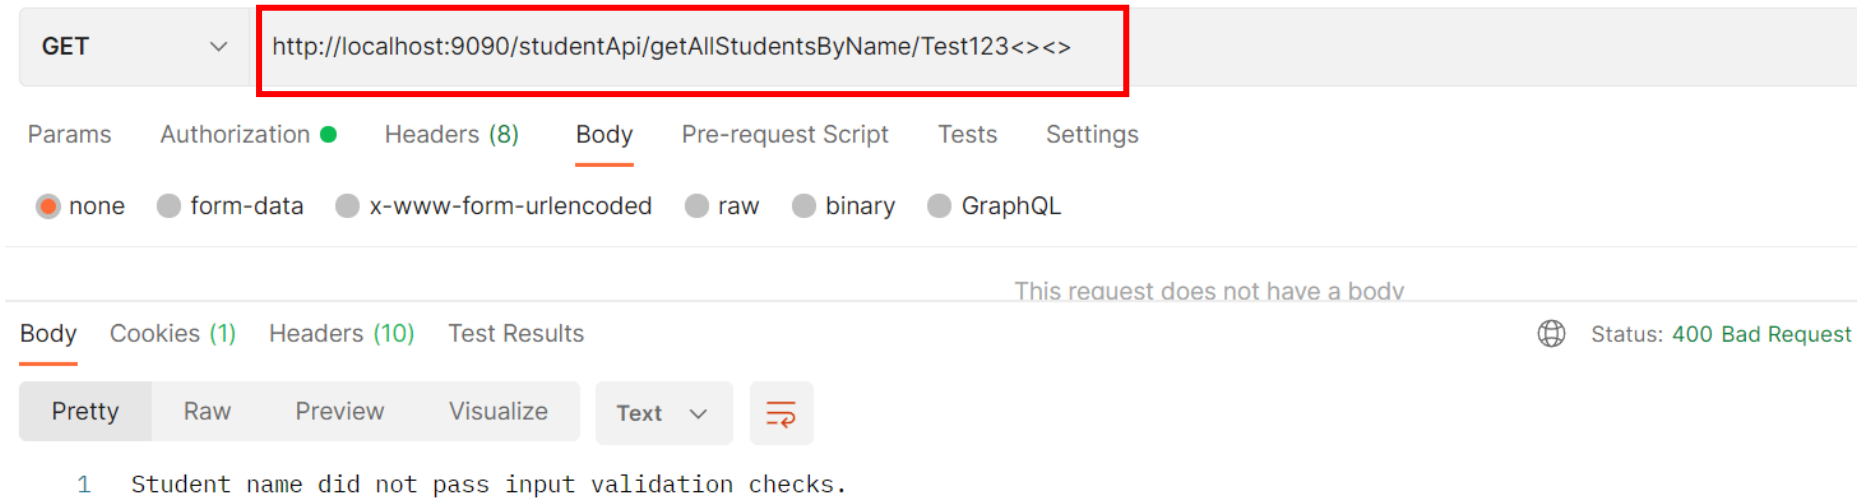 GET http://localhost:9090/studentApi/getAllStudentsByName/Test123<><>
Params Authorization Headers (8) Body Pre-request Script Tests Settings
none form-data x-www-form-urlencoded raw binary GraphQL
This request does not have a body
Body Cookies (1) Headers (10) Test Results Status: 400 Bad Request
Pretty Raw Preview Visualize Text
1 Student name did not pass input validation checks.